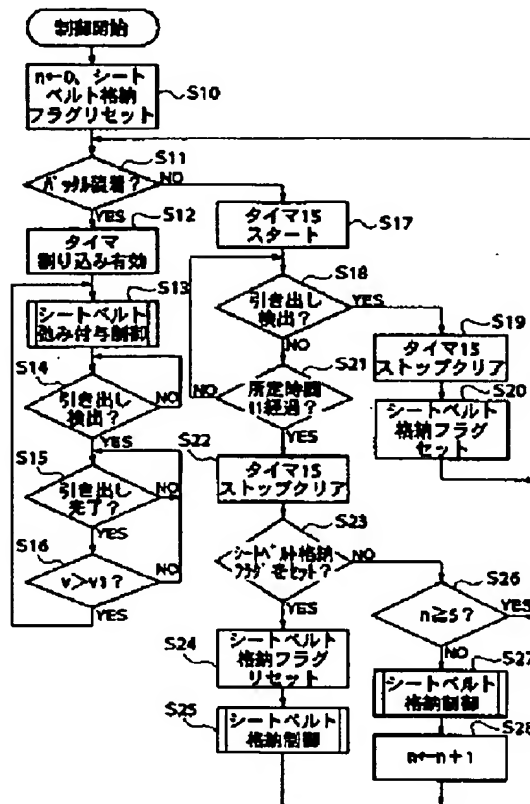 制御開始
n←0、シート
ベルト格納
フラグリセット
S10
S11
バックル装着?
NO
YES
S12
タイマ
割り込み有効
S13
シートベルト
弛み付与制御
S14
引き出し
検出?
NO
YES
S15
引き出し
完了?
NO
YES
S16
NO
YES
タイマ15
スタート
S17
S18
引き出し
検出?
YES
NO
S19
タイマ15
ストップクリア
S20
シートベルト
格納フラグ
セット
S21
所定時間
経過?
NO
YES
S22
タイマ15
ストップクリア
S23
シートベルト格納
フラグをセット?
NO
YES
S24
シートベルト
格納フラグ
リセット
S25
シートベルト
格納制御
S26
n≧5?
YES
NO
S27
シートベルト
格納制御
S28
n←n+1